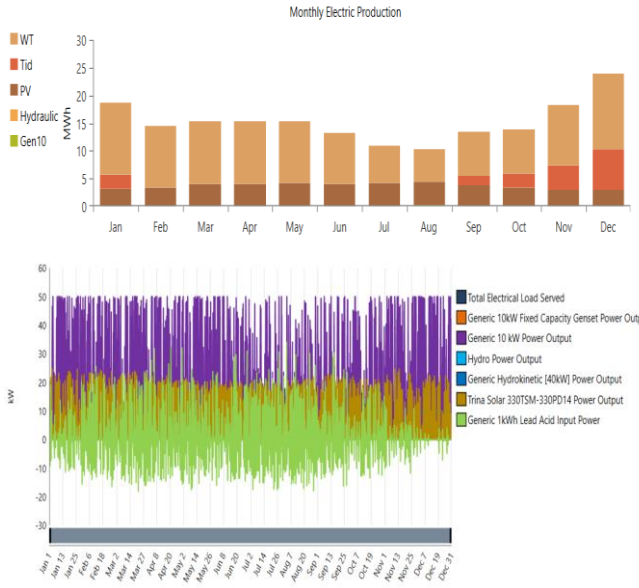 Monthly Electric Production
WT
Tid
PV
Hydraulic
Gen10
MWh
30
25
20
15
10
5
0
Jan Feb Mar Apr May Jun Jul Aug Sep Oct Nov Dec
60
50
40
30
20
10
0
-10
-20
-30
kW
Total Electrical Load Served
Generic 10kW Fixed Capacity Genset Power Outp
Generic 10 kW Power Output
Hydro Power Output
Generic Hydrokinetic [40kW] Power Output
Trina Solar 330TSM-330PD14 Power Output
Generic 1kWh Lead Acid Input Power
Jan 1 Jan 13 Jan 25 Feb 6 Feb 18 Mar 2 Mar 14 Mar 27 Apr 8 Apr 20 May 2 May 14 May 26 Jun 8 Jun 20 Jul 2 Jul 14 Jul 26 Aug 7 Aug 20 Sep 1 Sep 13 Sep 25 Oct 7 Oct 19 Nov 1 Nov 13 Nov 25 Dec 7 Dec 19 Dec 31